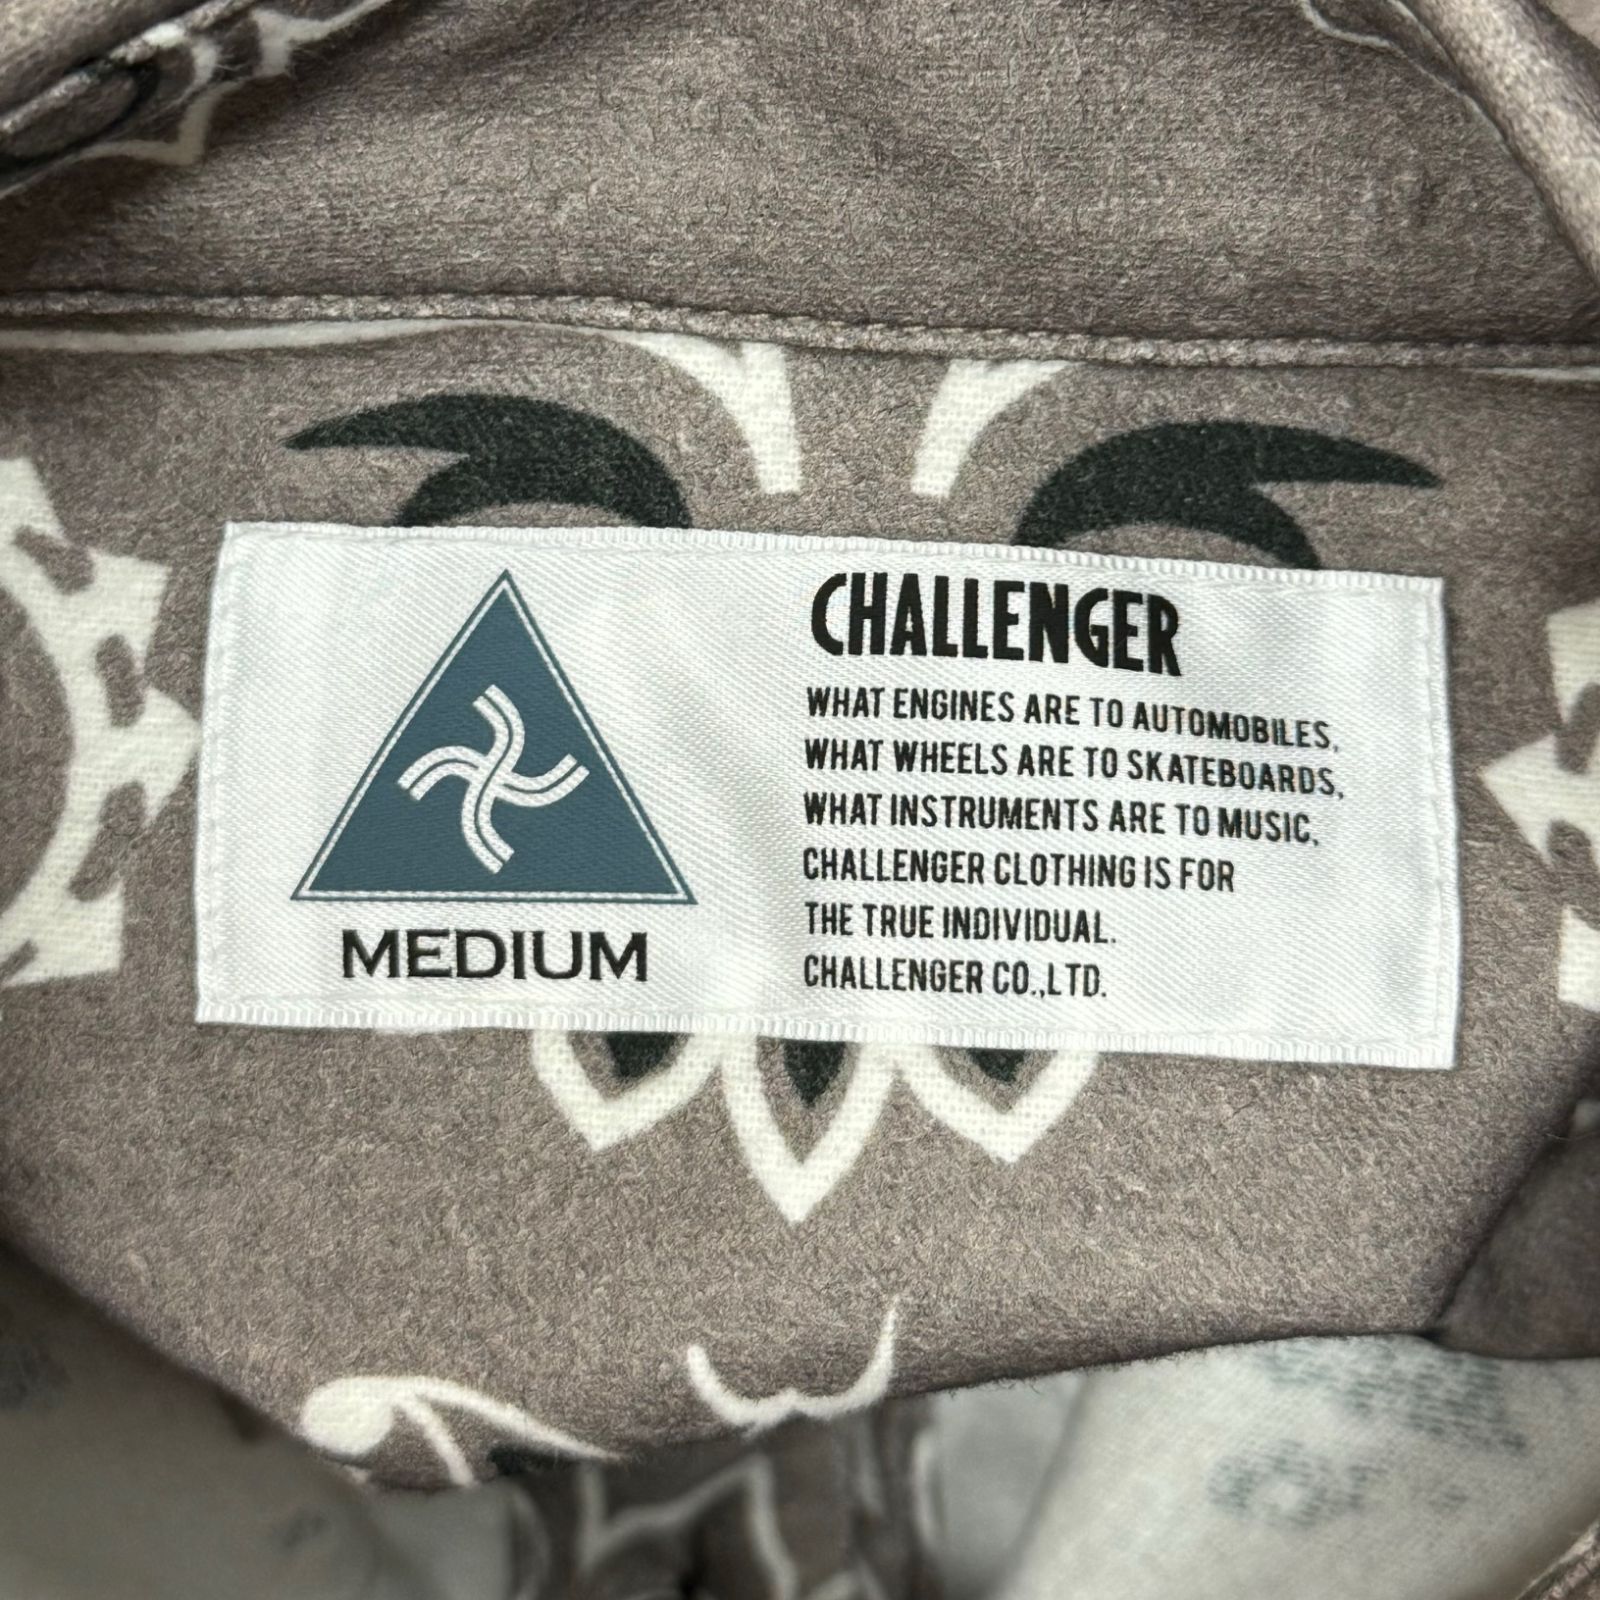 CHALLENGER
WHAT ENGINES ARE TO AUTOMOBILES,
WHAT WHEELS ARE TO SKATEBOARDS,
WHAT INSTRUMENTS ARE TO MUSIC,
CHALLENGER CLOTHING IS FOR
THE TRUE INDIVIDUAL.
CHALLENGER CO.,LTD.
MEDIUM